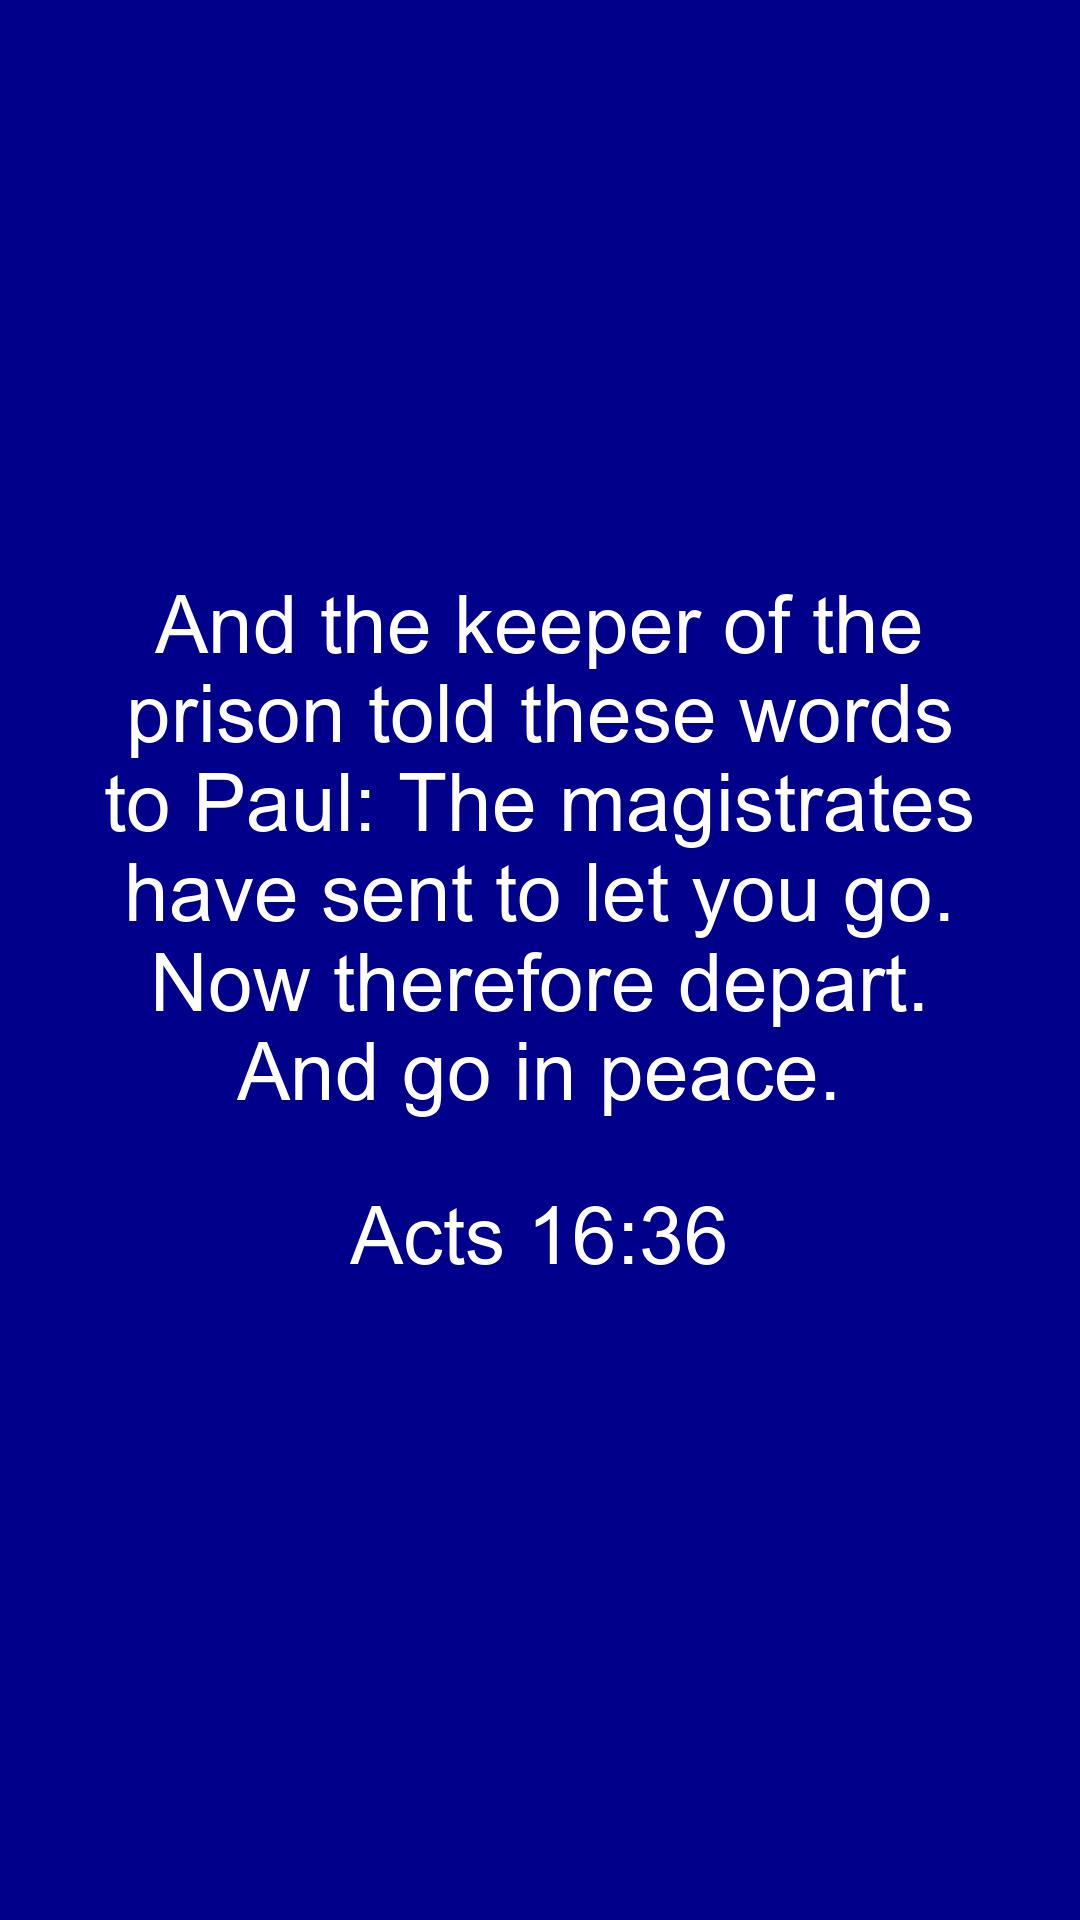 And the keeper of the
prison told these words
to Paul: The magistrates
have sent to let you go.
Now therefore depart.
And go in peace.
Acts 16:36